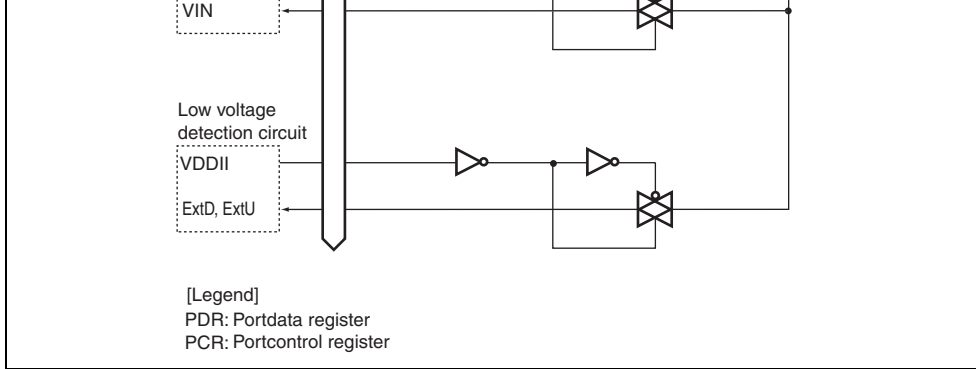 VIN
Low voltage
detection circuit
VDDII
ExtD, ExtU
[Legend]
PDR: Portdata register
PCR: Portcontrol register